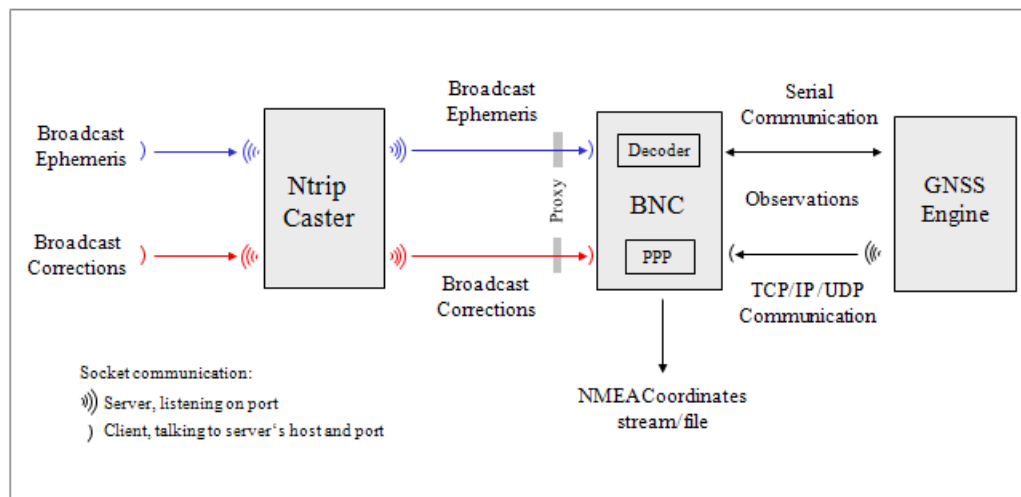 Broadcast
Ephemeris
Broadcast
Corrections
Ntrip
Caster
Broadcast
Ephemeris
Broadcast
Corrections
Proxy
Decoder
BNC
PPP
Serial
Communication
Observations
TCP/IP/UDP
Communication
GNSS
Engine
NMEA Coordinates
stream/file
Socket communication:
Server, listening on port
Client, talking to server's host and port